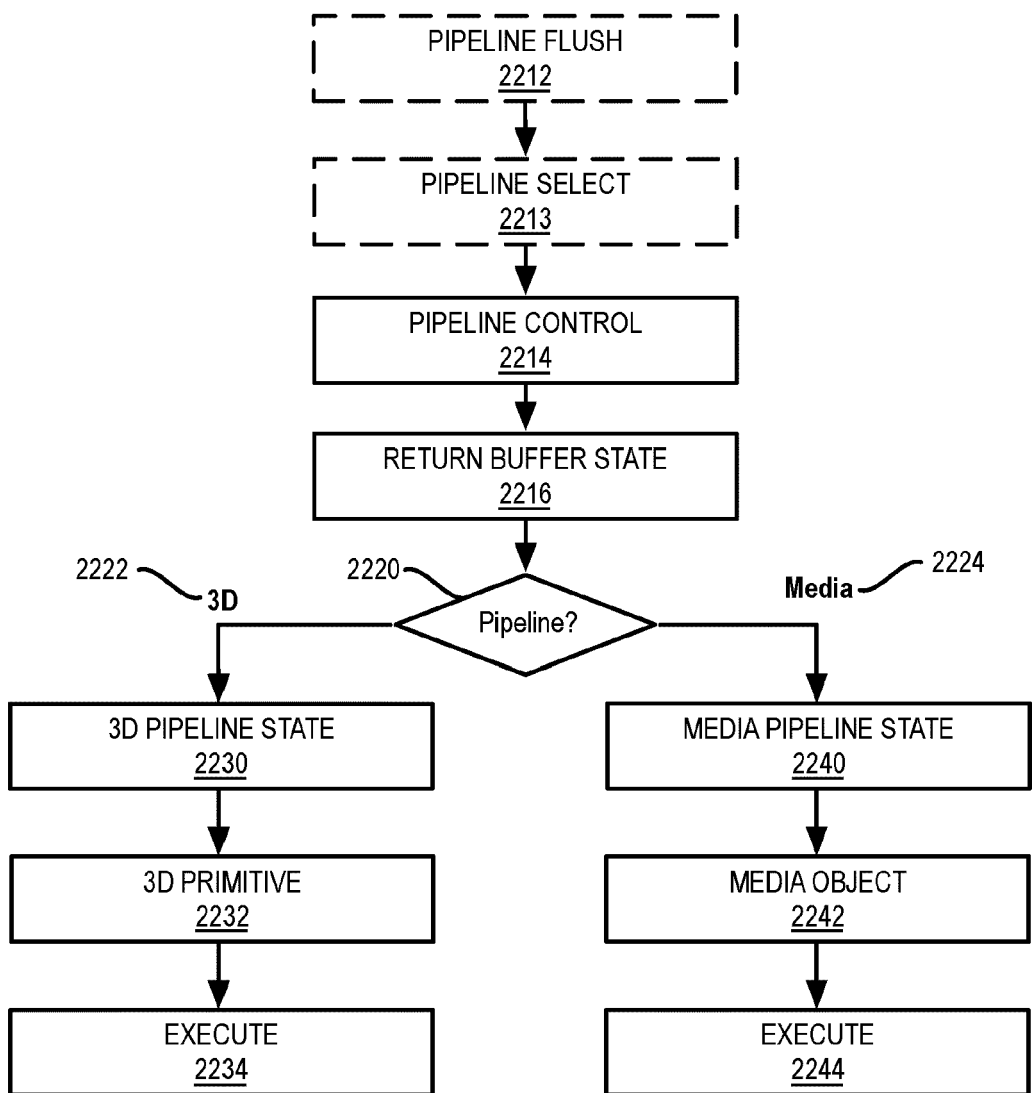 PIPELINE FLUSH
2212
PIPELINE SELECT
2213
PIPELINE CONTROL
2214
RETURN BUFFER STATE
2216
2222
3D
2220
Pipeline?
Media
2224
3D PIPELINE STATE
2230
MEDIA PIPELINE STATE
2240
3D PRIMITIVE
2232
MEDIA OBJECT
2242
EXECUTE
2234
EXECUTE
2244